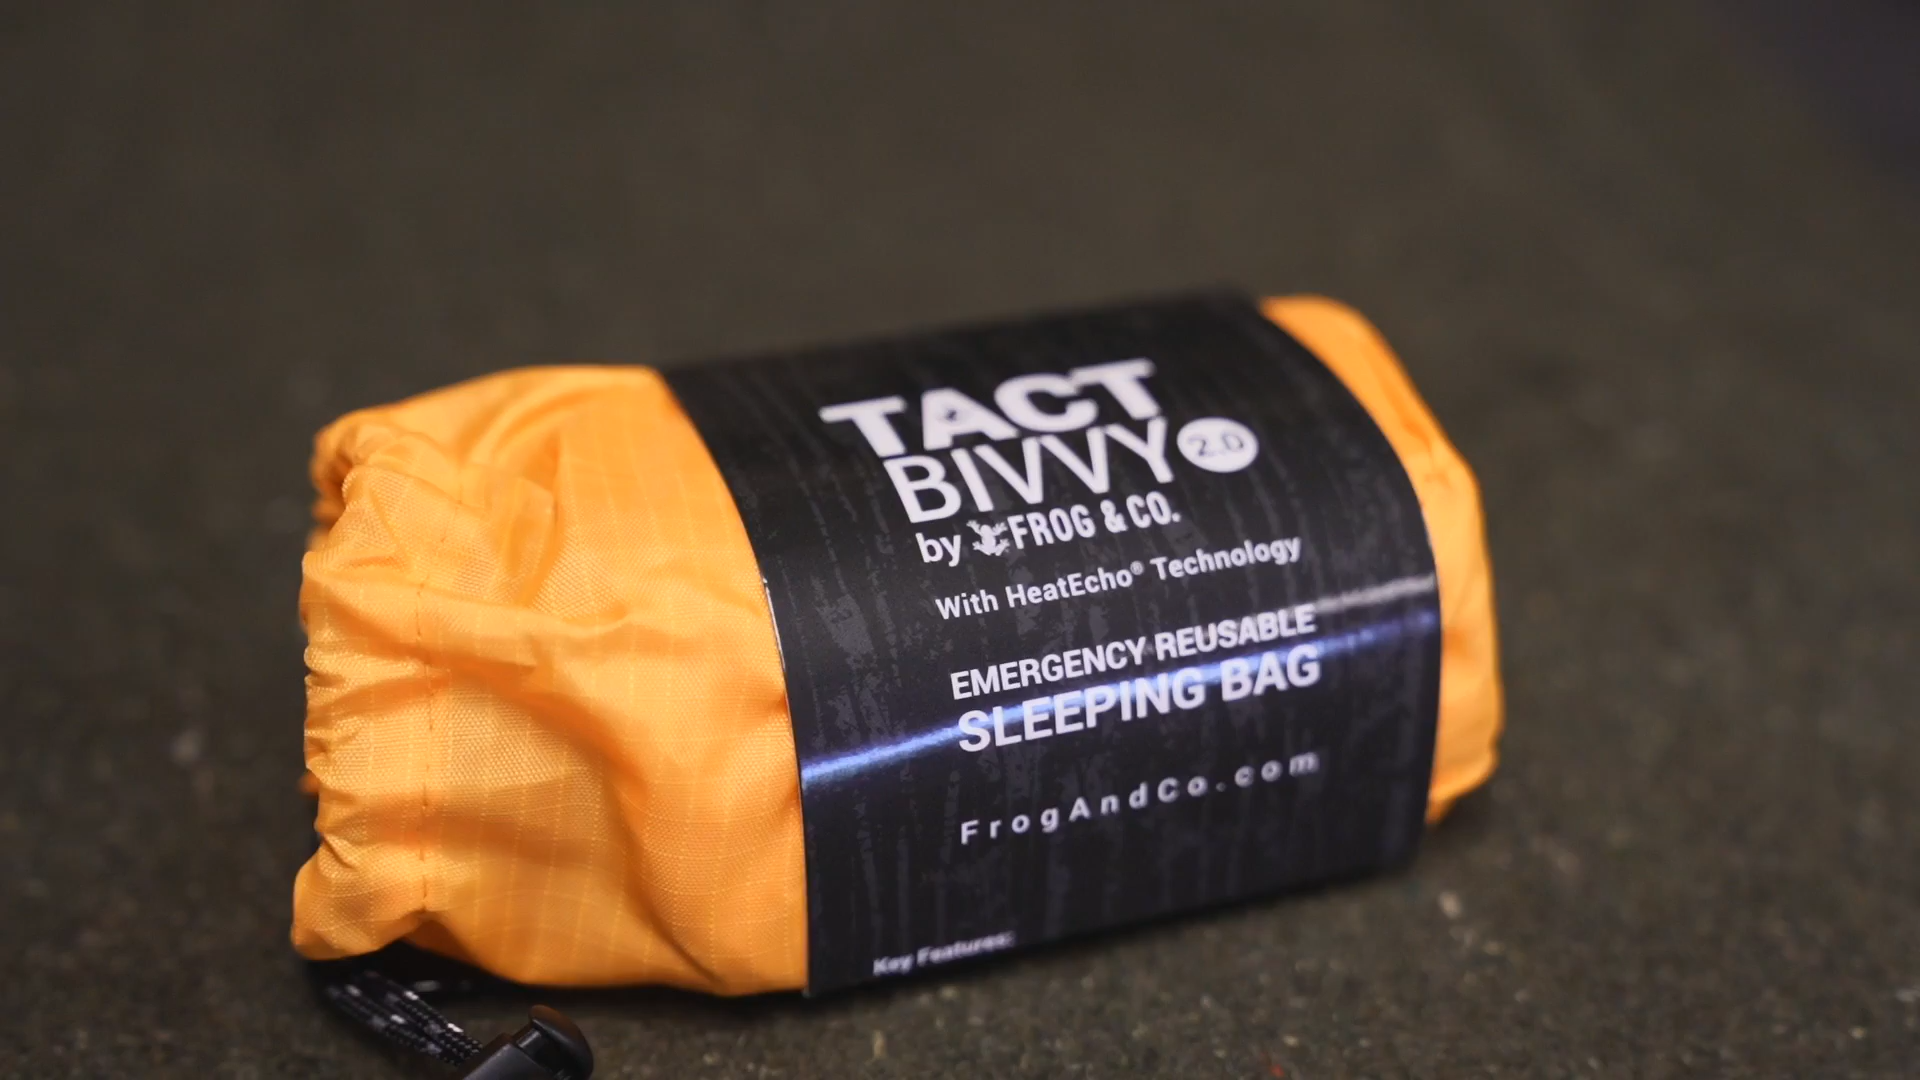 TACT
BIVVY 2.0
by FROG & CO.
With HeatEcho® Technology
EMERGENCY REUSABLE
SLEEPING BAG
FrogAndCo.com
Key Features: